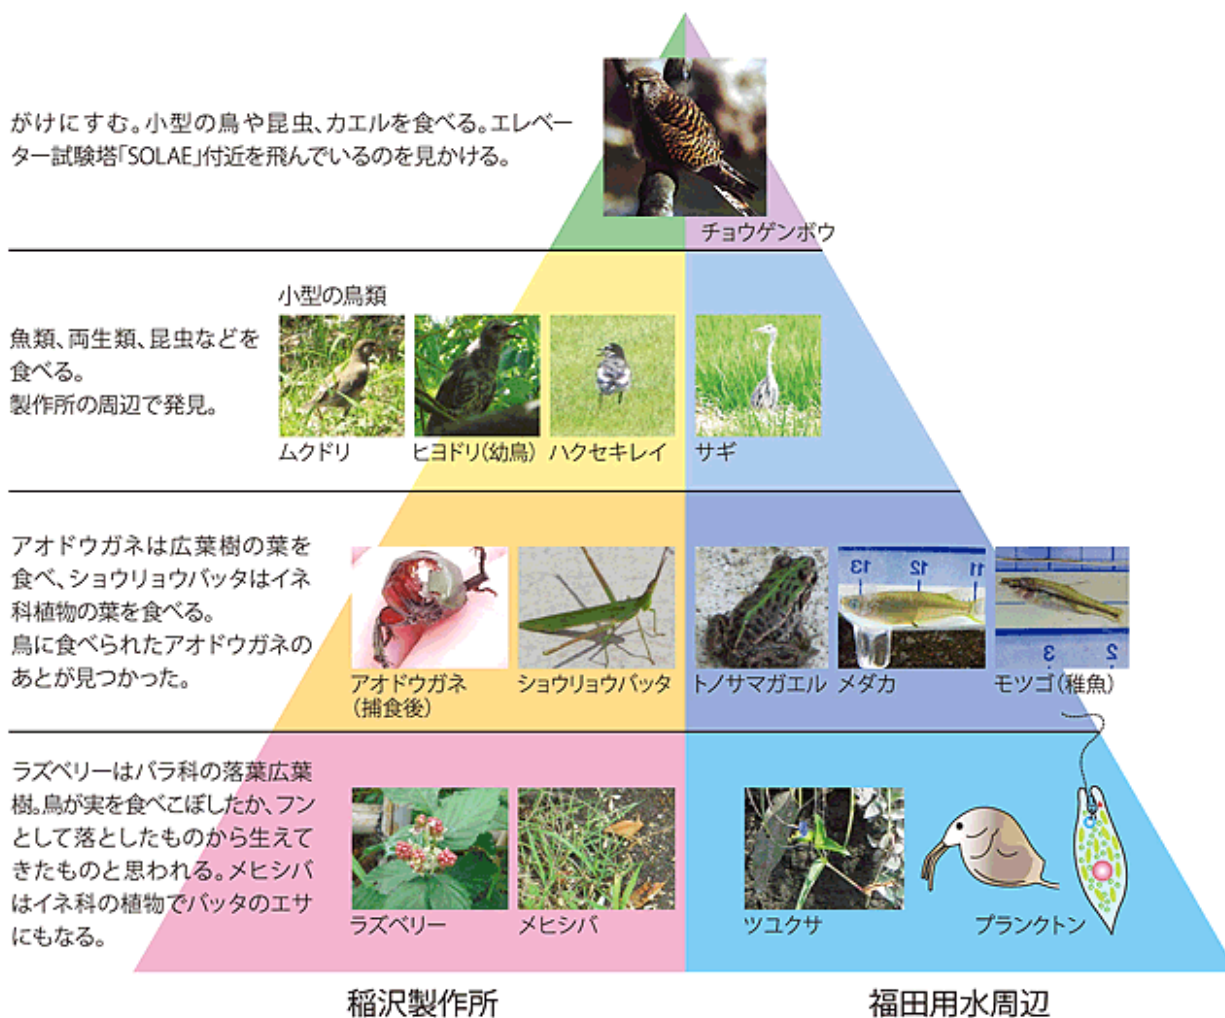 がけにすむ。小型の鳥や昆虫、カエルを食べる。エレベー
ター試験塔「SOLAE」付近を飛んでいるのを見かける。
チョウゲンボウ
小型の鳥類
魚類、両生類、昆虫などを
食べる。
製作所の周辺で発見。
ムクドリ
ヒヨドリ(幼鳥)
ハクセキレイ
サギ
アオドウガネは広葉樹の葉を
食べ、ショウリョウバッタはイネ
科植物の葉を食べる。
鳥に食べられたアオドウガネの
あとが見つかった。
13 12 11
3 2
アオドウガネ
(捕食後)
ショウリョウバッタ
トノサマガエル
メダカ
モツゴ(稚魚)
ラズベリーはバラ科の落葉広葉
樹。鳥が実を食べこぼしたか、フン
として落としたものから生えて
きたものと思われる。メヒシバ
はイネ科の植物でバッタのエサ
にもなる。
ラズベリー
メヒシバ
ツユクサ
プランクトン
稲沢製作所
福田用水周辺